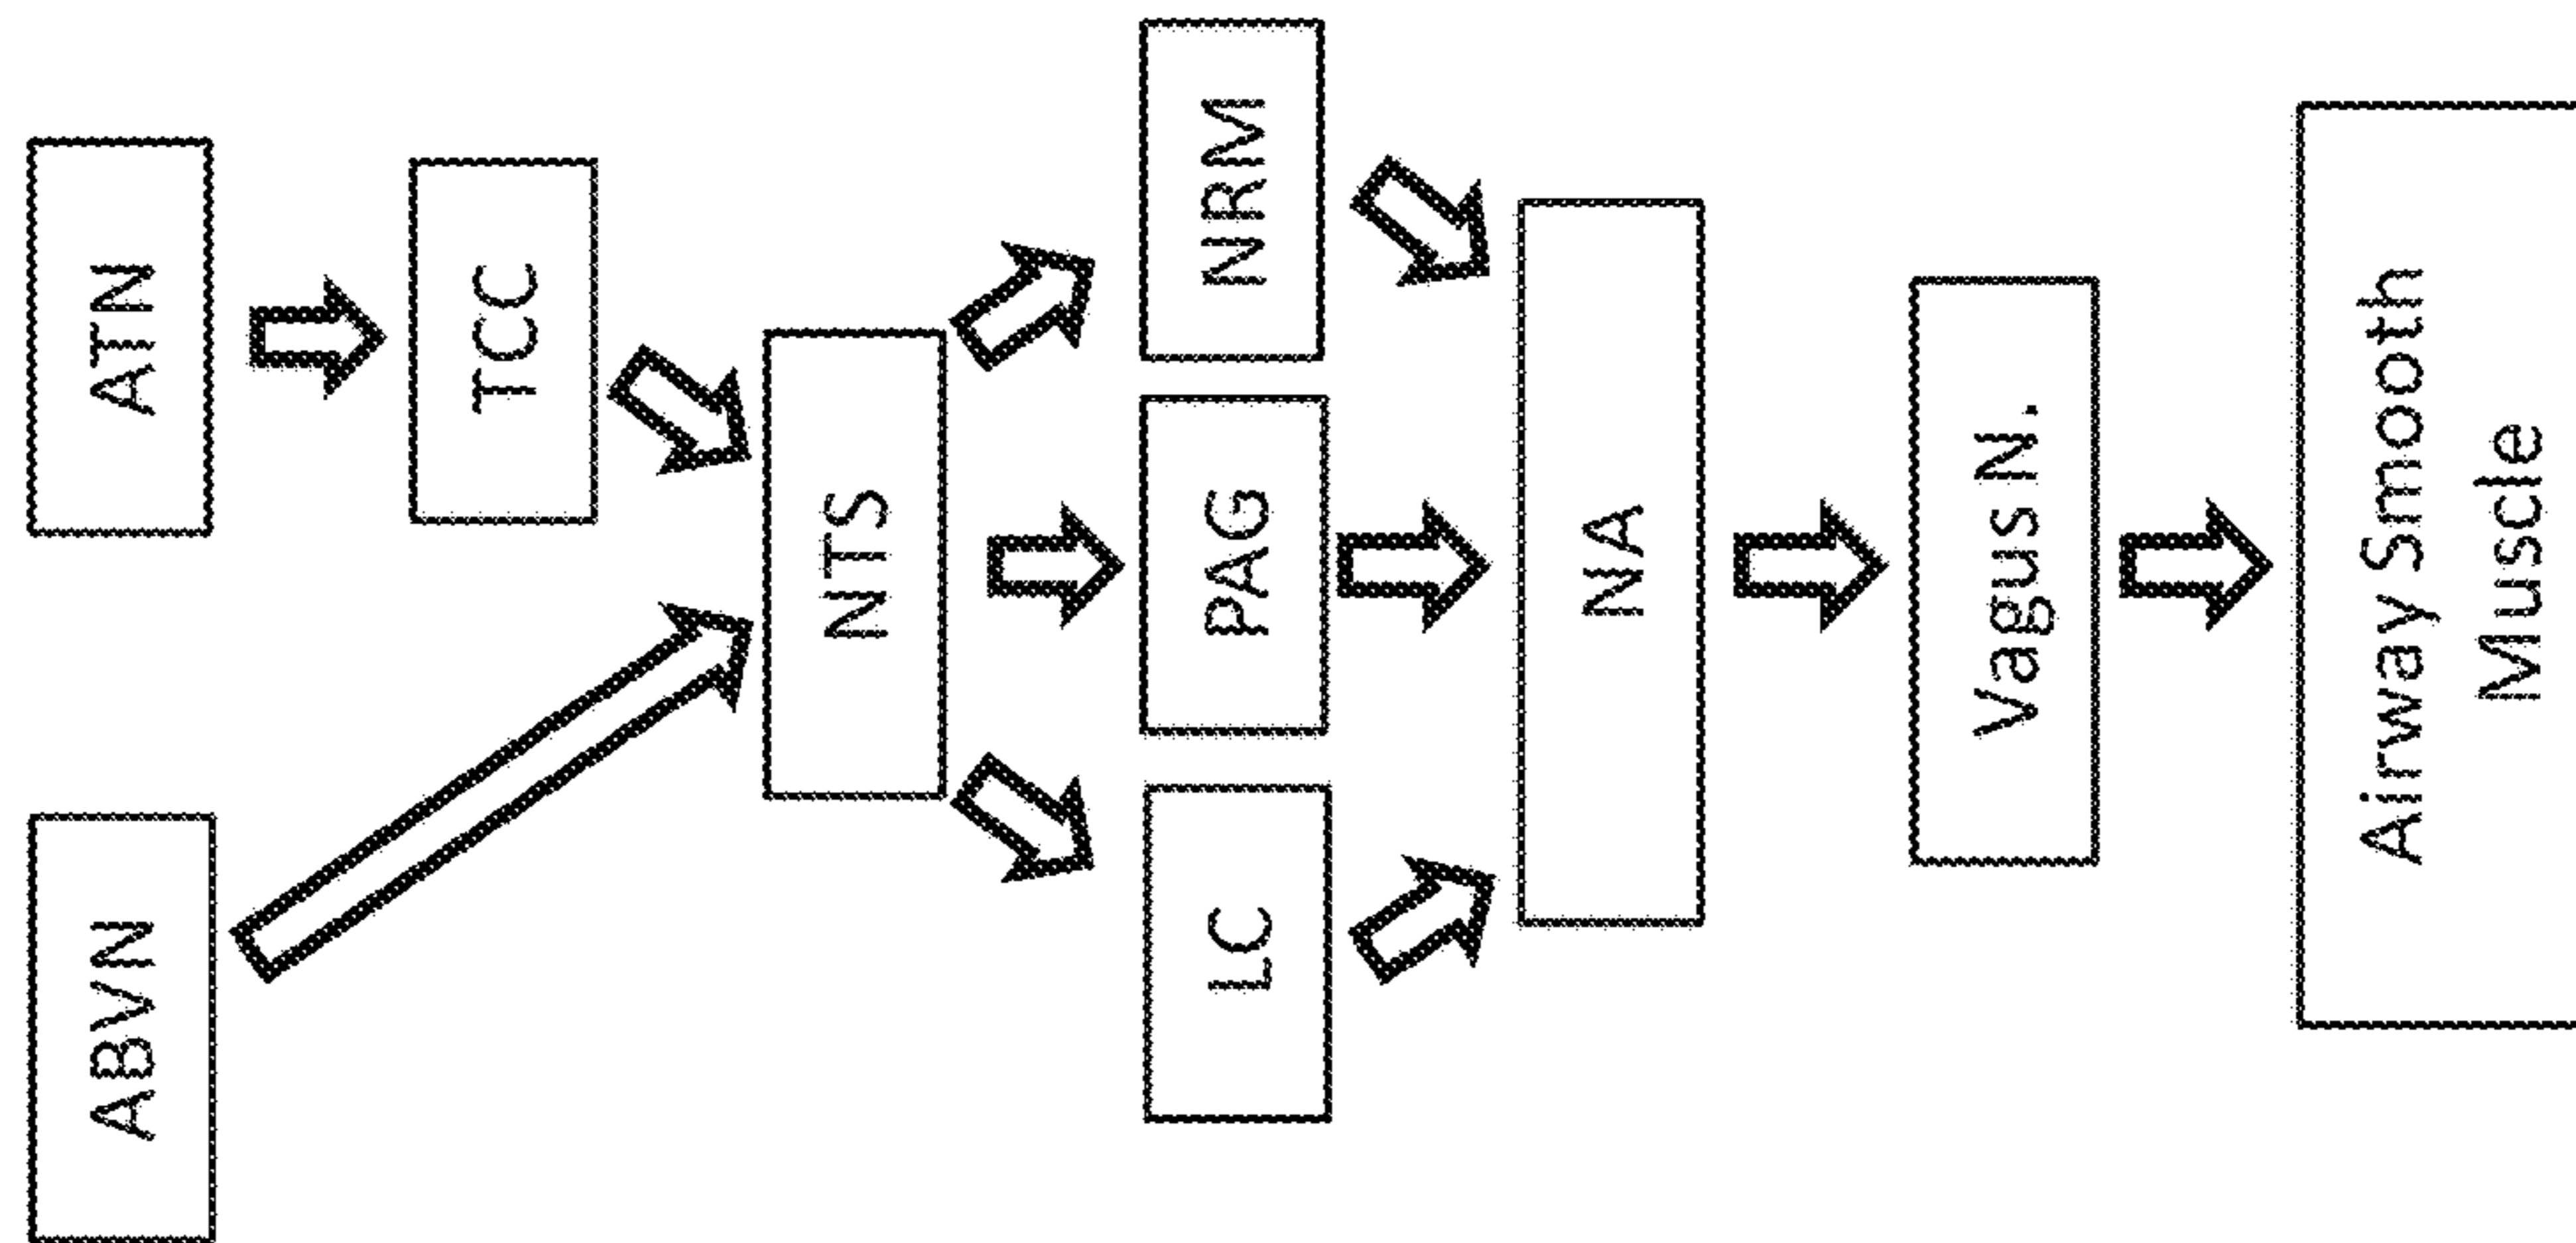 ABVN
ATN
TCC
NTS
LC
PAG
NRM
NA
Vagus N.
Airway Smooth
Muscle